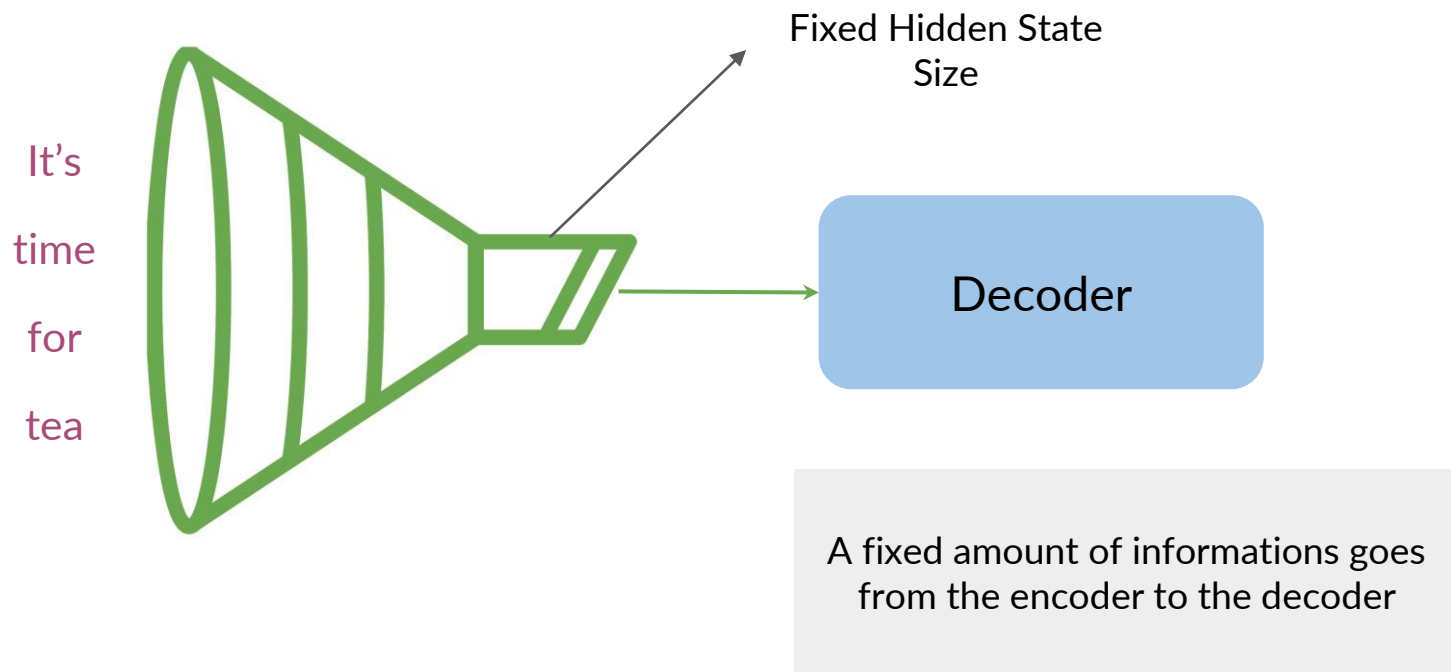 Fixed Hidden State
Size
It’s
time
for
tea
Decoder
A fixed amount of informations goes
from the encoder to the decoder